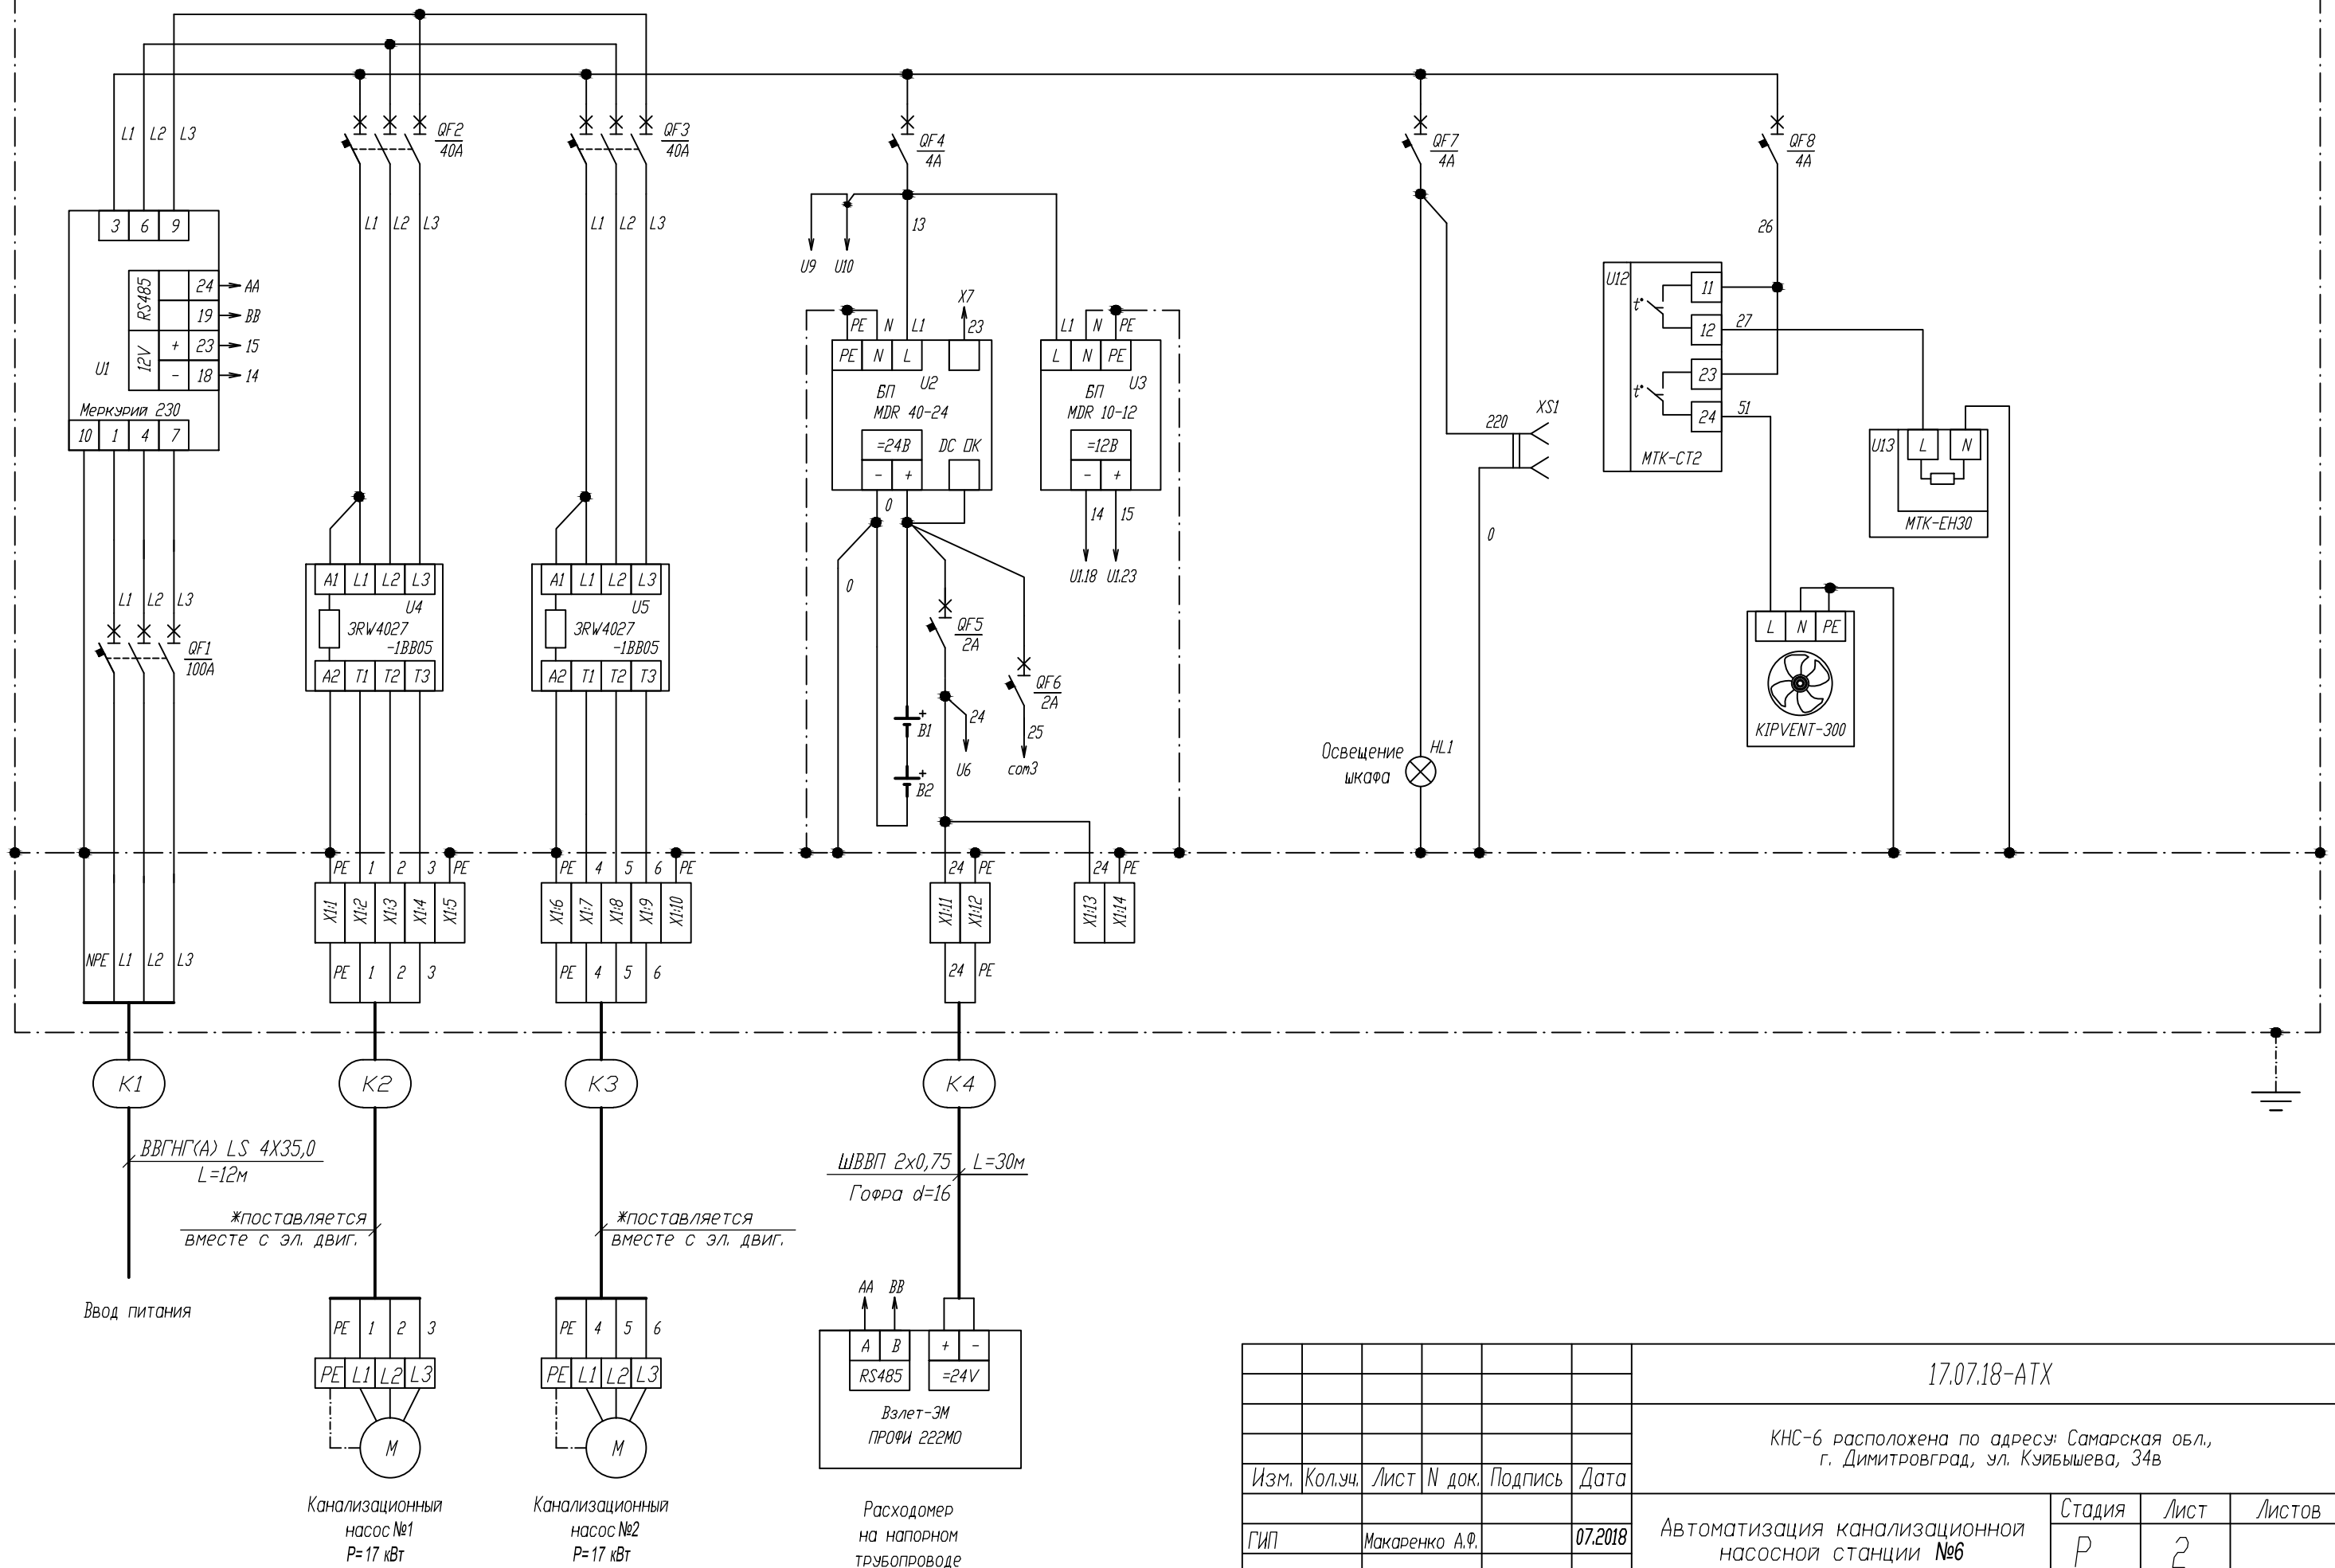 L1 L2 L3
QF2
40A
QF3
40A
QF4
4A
QF7
4A
QF8
4A
3 6 9
L1 L2 L3
L1 L2 L3
13
26
U9 U10
RS485
24 AA
19 BB
12V
+ 23 15
- 18 14
U1
Меркурий 230
10 1 4 7
X7
23
PE N L1
L1 N PE
PE N L
U2
БП
MDR 40-24
=24В
DC OK
- +
L N PE
U3
БП
MDR 10-12
=12В
- +
0
14 15
U1.18 U1.23
0
U12
t°
11
12
27
t°
23
24
51
МТК-СТ2
XS1
220
0
U13
L N
МТК-ЕН30
L1 L2 L3
QF1
100A
A1 L1 L2 L3
U4
3RW4027
-1BB05
A2 T1 T2 T3
A1 L1 L2 L3
U5
3RW4027
-1BB05
A2 T1 T2 T3
QF5
2A
QF6
2A
24
25
U6
com3
+
B1
+
B2
L N PE
KIPVENT-300
Освещение
шкафа
HL1
PE 1 2 3 PE
PE 4 5 6 PE
24 PE
24 PE
X1:1 X1:2 X1:3 X1:4 X1:5
X1:6 X1:7 X1:8 X1:9 X1:10
X1:11 X1:12
X1:13 X1:14
NPE L1 L2 L3
PE 1 2 3
PE 4 5 6
24 PE
K1
K2
K3
K4
ВВГНГ(А) LS 4X35,0
L=12м
ШВВП 2x0,75 L=30м
Гофра d=16
*поставляется
вместе с эл. двиг.
*поставляется
вместе с эл. двиг.
Ввод питания
PE 1 2 3
PE L1 L2 L3
M
Канализационный
насос №1
P=17 кВт
PE 4 5 6
PE L1 L2 L3
M
Канализационный
насос №2
P=17 кВт
AA BB
A B
RS485
+ -
=24V
Взлет-ЭМ
ПРОФИ 222МО
Расходомер
на напорном
трубопроводе
17.07.18-АТХ
КНС-6 расположена по адресу: Самарская обл.,
г. Димитровград, ул. Куйбышева, 34в
Изм. Кол.уч. Лист N док. Подпись Дата
ГИП Макаренко А.Ф. 07.2018
Автоматизация канализационной
насосной станции №6
Стадия Лист Листов
Р 2